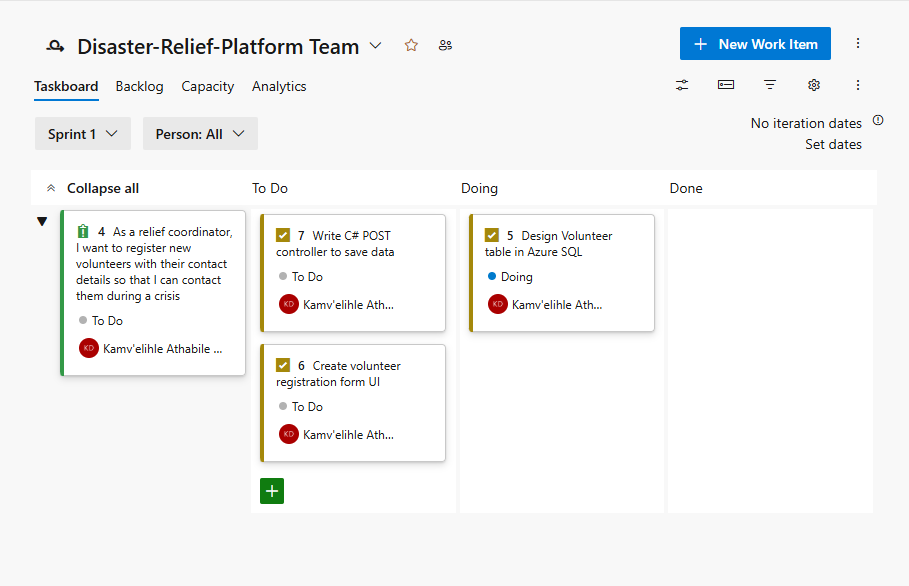 Disaster-Relief-Platform Team
New Work Item
Taskboard
Backlog
Capacity
Analytics
Sprint 1
Person: All
No iteration dates
Set dates
Collapse all
To Do
Doing
Done
4 As a relief coordinator,
I want to register new
volunteers with their contact
details so that I can contact
them during a crisis
To Do
KD Kamv'elihle Athabile ...
7 Write C# POST
controller to save data
To Do
KD Kamv'elihle Ath...
6 Create volunteer
registration form UI
To Do
KD Kamv'elihle Ath...
5 Design Volunteer
table in Azure SQL
Doing
KD Kamv'elihle Ath...